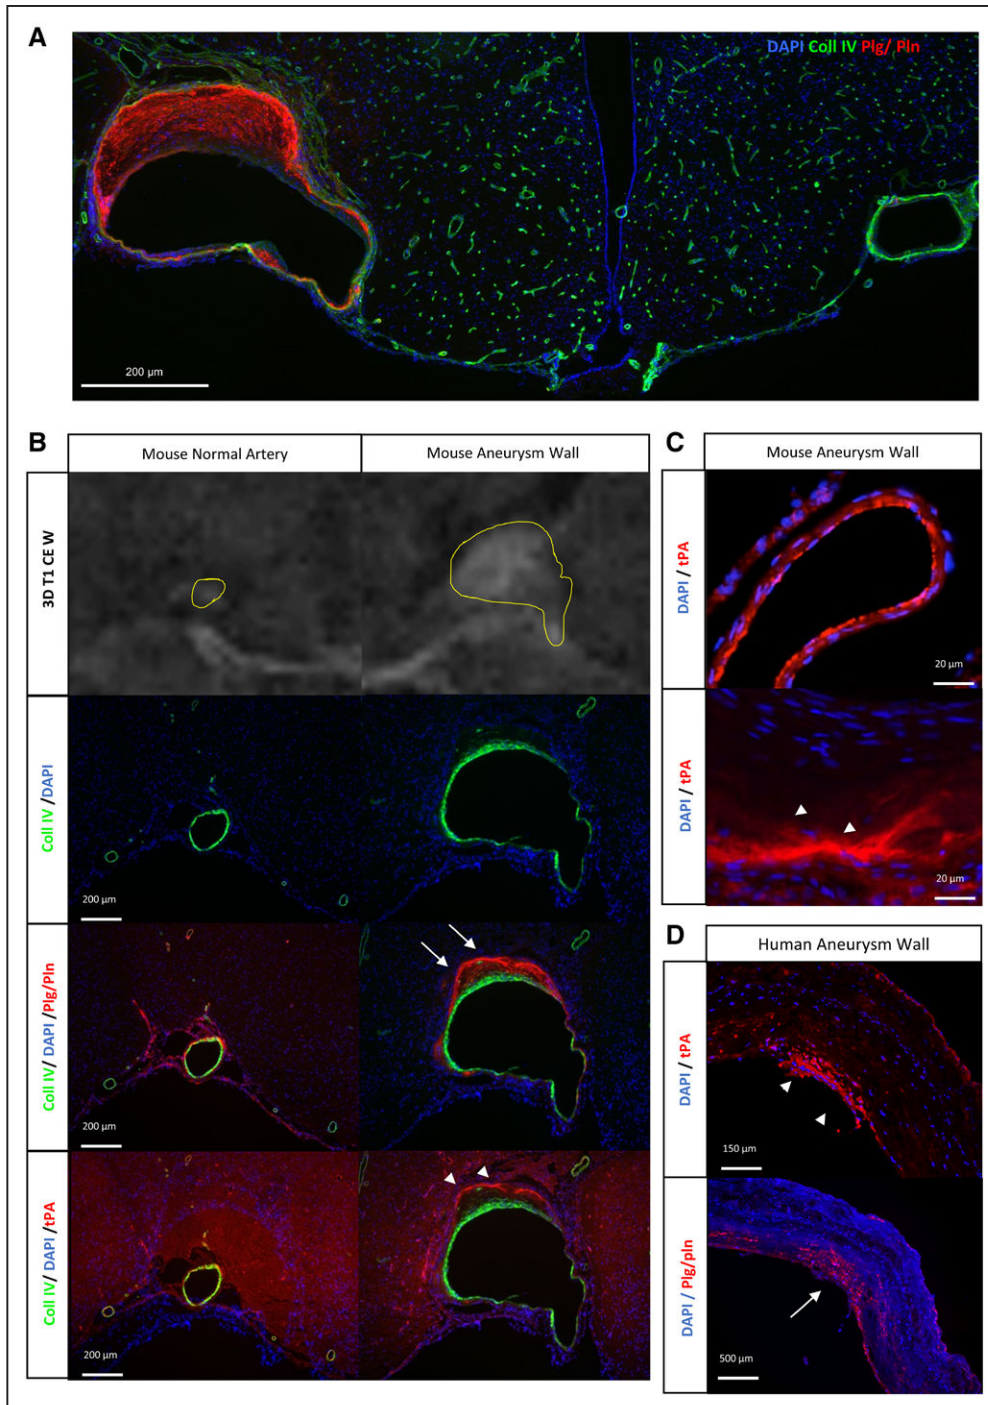 A
DAPI Coll IV Plg/ Pln
200 µm
B
Mouse Normal Artery
Mouse Aneurysm Wall
3D T1 CE W
Coll IV /DAPI
200 µm
Coll IV/ DAPI /Plg/Pln
200 µm
Coll IV/ DAPI /tPA
200 µm
C
Mouse Aneurysm Wall
DAPI / tPA
20 µm
DAPI / tPA
20 µm
D
Human Aneurysm Wall
DAPI / tPA
150 µm
DAPI / Plg/pln
500 µm